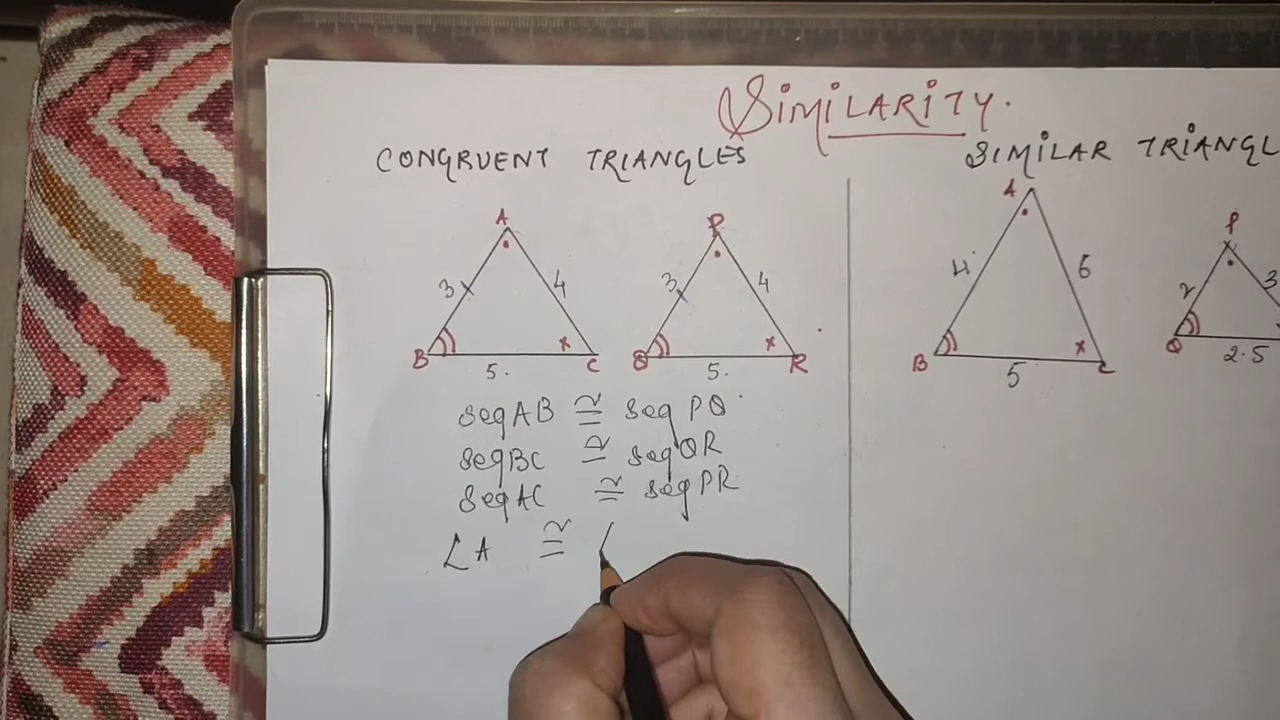 SIMILARITY.
CONGRUENT TRIANGLES
SIMILAR TRIANGL
A
P
3
4
3
4
B
C
Q
R
5.
5.
A
P
4
6
2
3
B
C
Q
5
2.5
seg AB ≅ seg PQ
seg BC ≅ seg QR
seg AC ≅ seg PR
∠A ≅